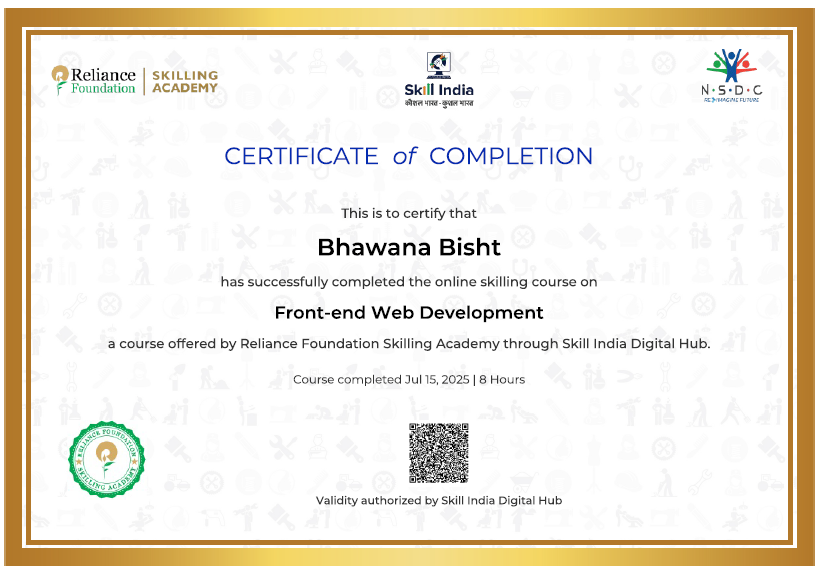 Reliance
Foundation
SKILLING
ACADEMY
Skill India
कौशल भारत - कुशल भारत
N·S·D·C
RE-IMAGINE FUTURE
CERTIFICATE of COMPLETION
This is to certify that
Bhawana Bisht
has successfully completed the online skilling course on
Front-end Web Development
a course offered by Reliance Foundation Skilling Academy through Skill India Digital Hub.
Course completed Jul 15, 2025 | 8 Hours
RELIANCE FOUNDATION
SKILLING ACADEMY
Validity authorized by Skill India Digital Hub